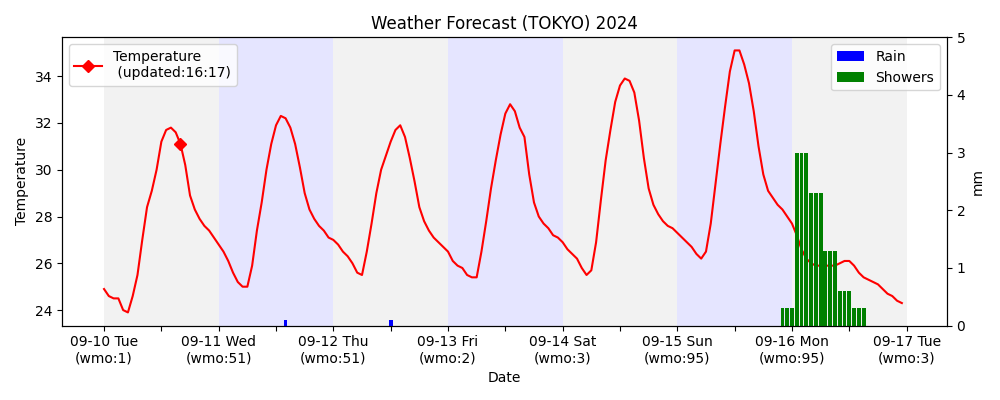 Weather Forecast (TOKYO) 2024
Temperature
(updated:16:17)
Rain
Showers
Temperature
34
32
30
28
26
24
5
4
3
2
1
0
mm
09-10 Tue
(wmo:1)
09-11 Wed
(wmo:51)
09-12 Thu
(wmo:51)
09-13 Fri
(wmo:2)
09-14 Sat
(wmo:3)
09-15 Sun
(wmo:95)
09-16 Mon
(wmo:95)
09-17 Tue
(wmo:3)
Date